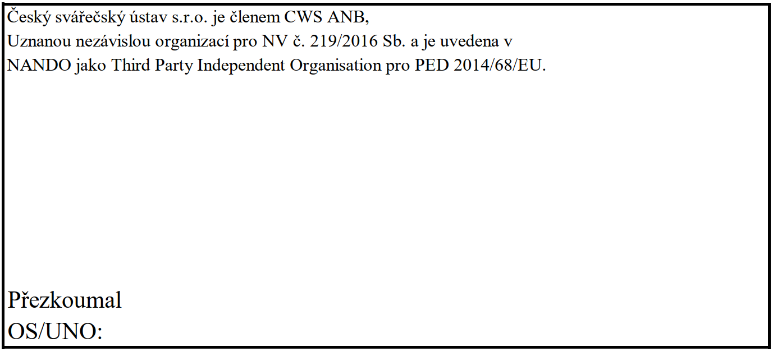 Český svářečský ústav s.r.o. je členem CWS ANB,
Uznanou nezávislou organizací pro NV č. 219/2016 Sb. a je uvedena v
NANDO jako Third Party Independent Organisation pro PED 2014/68/EU.
Přezkoumal
OS/UNO: